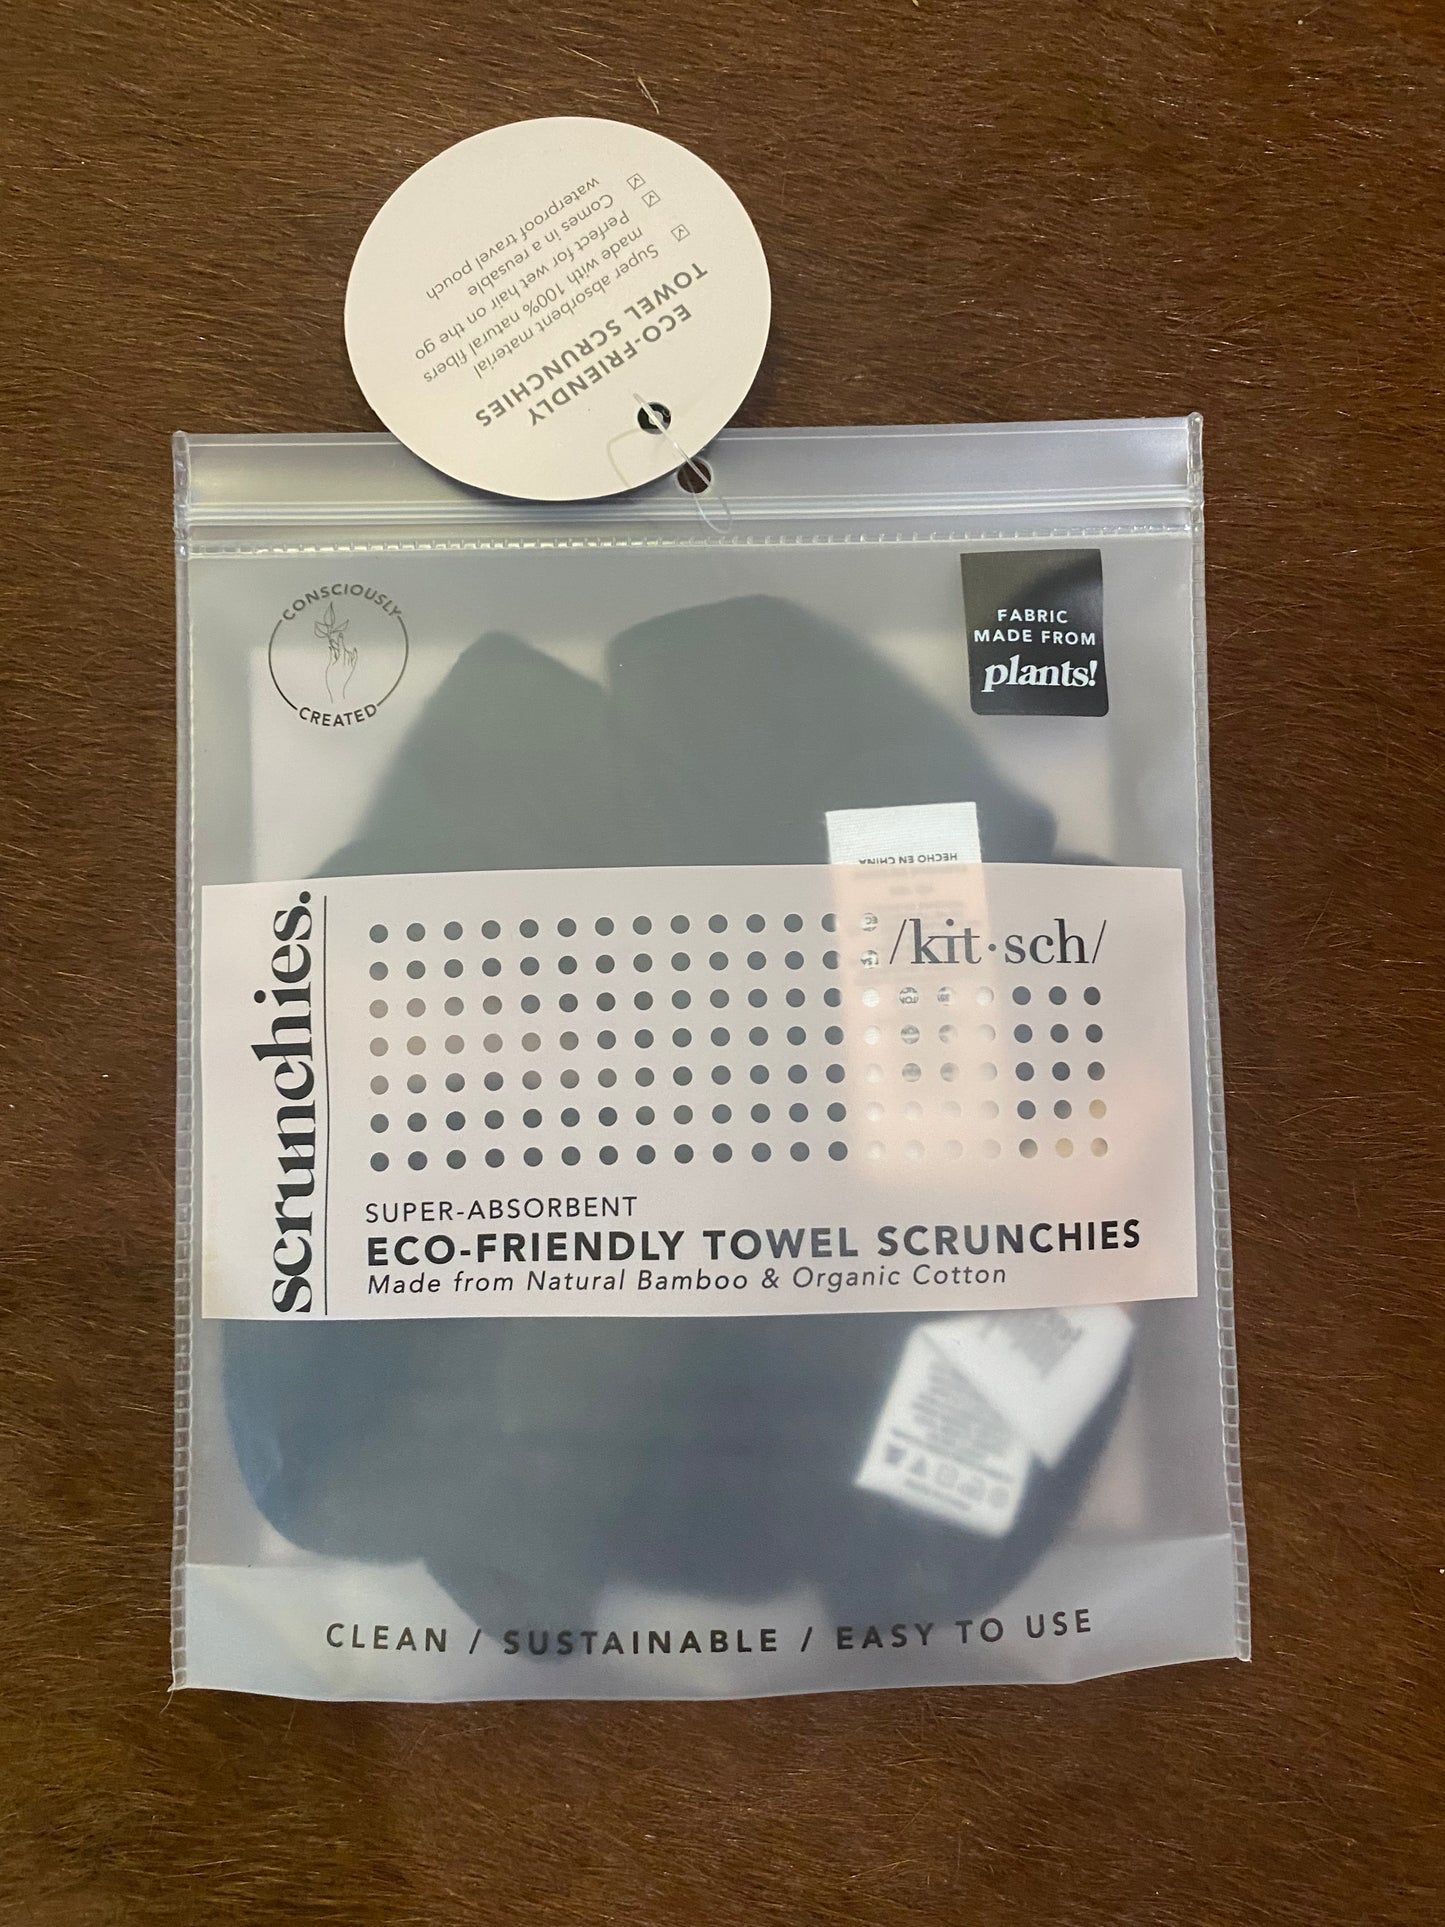 ECO-FRIENDLY
TOWEL SCRUNCHIES
Super absorbent material
made with 100% natural fibers
Perfect for wet hair on the go
Comes in a reusable
waterproof travel pouch
CONSCIOUSLY
CREATED
FABRIC
MADE FROM
plants!
HECHO EN CHINA
scrunchies.
/kit·sch/
SUPER-ABSORBENT
ECO-FRIENDLY TOWEL SCRUNCHIES
Made from Natural Bamboo & Organic Cotton
CLEAN / SUSTAINABLE / EASY TO USE